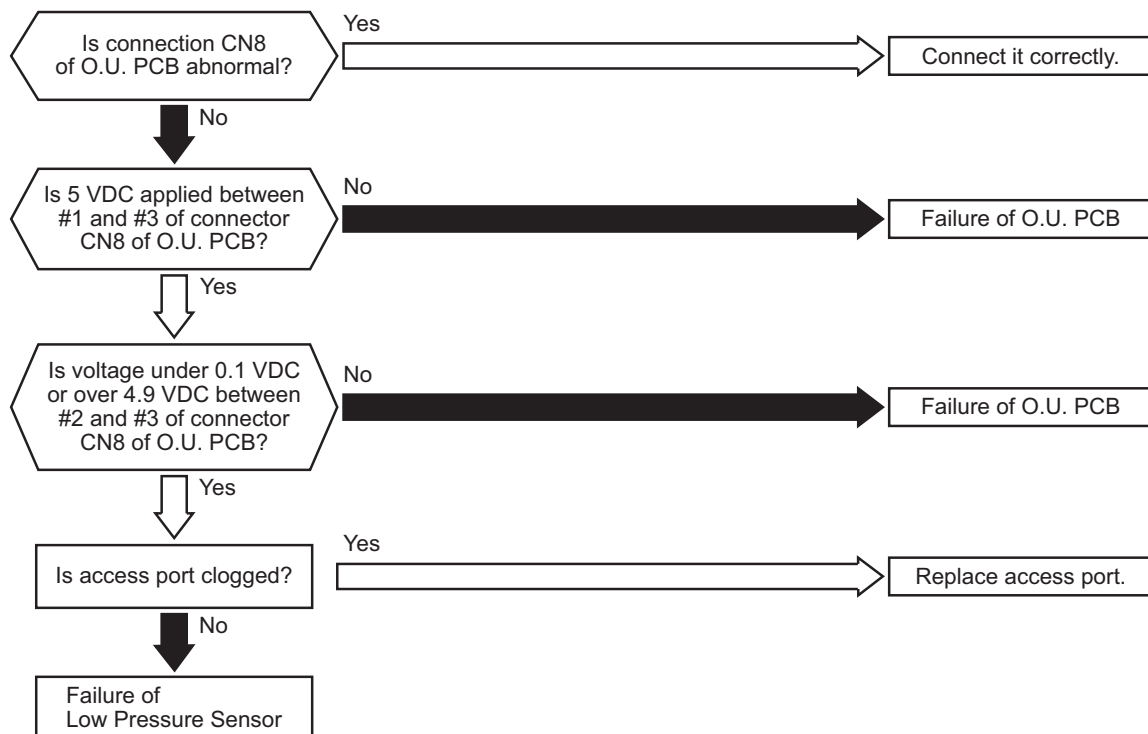 Is connection CN8
of O.U. PCB abnormal?
Yes
Connect it correctly.
No
Is 5 VDC applied between
#1 and #3 of connector
CN8 of O.U. PCB?
No
Failure of O.U. PCB
Yes
Is voltage under 0.1 VDC
or over 4.9 VDC between
#2 and #3 of connector
CN8 of O.U. PCB?
No
Failure of O.U. PCB
Yes
Is access port clogged?
Yes
Replace access port.
No
Failure of
Low Pressure Sensor